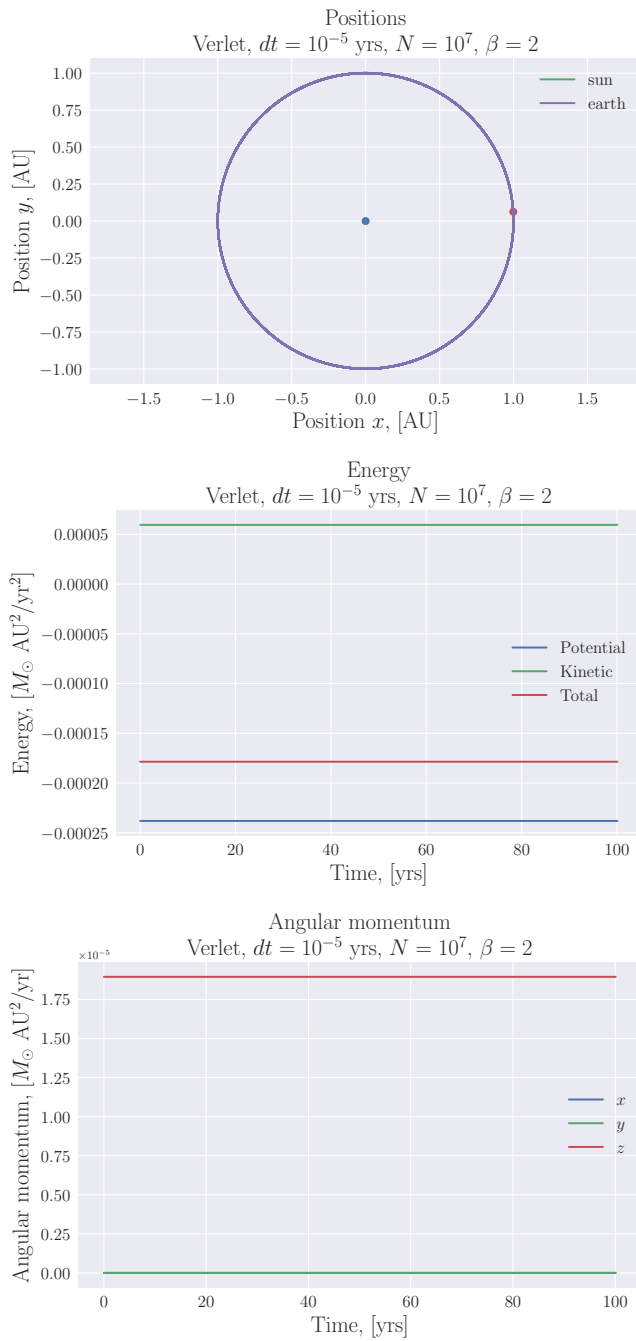 Positions
Verlet, dt = 10⁻⁵ yrs, N = 10⁷, β = 2
1.00
0.75
0.50
0.25
0.00
−0.25
−0.50
−0.75
−1.00
Position y, [AU]
sun
earth
−1.5 −1.0 −0.5 0.0 0.5 1.0 1.5
Position x, [AU]
Energy
Verlet, dt = 10⁻⁵ yrs, N = 10⁷, β = 2
0.00005
0.00000
−0.00005
−0.00010
−0.00015
−0.00020
−0.00025
Energy, [M⊙ AU²/yr²]
Potential
Kinetic
Total
0 20 40 60 80 100
Time, [yrs]
Angular momentum
Verlet, dt = 10⁻⁵ yrs, N = 10⁷, β = 2
×10⁻⁵
1.75
1.50
1.25
1.00
0.75
0.50
0.25
0.00
Angular momentum, [M⊙ AU²/yr]
x
y
z
0 20 40 60 80 100
Time, [yrs]